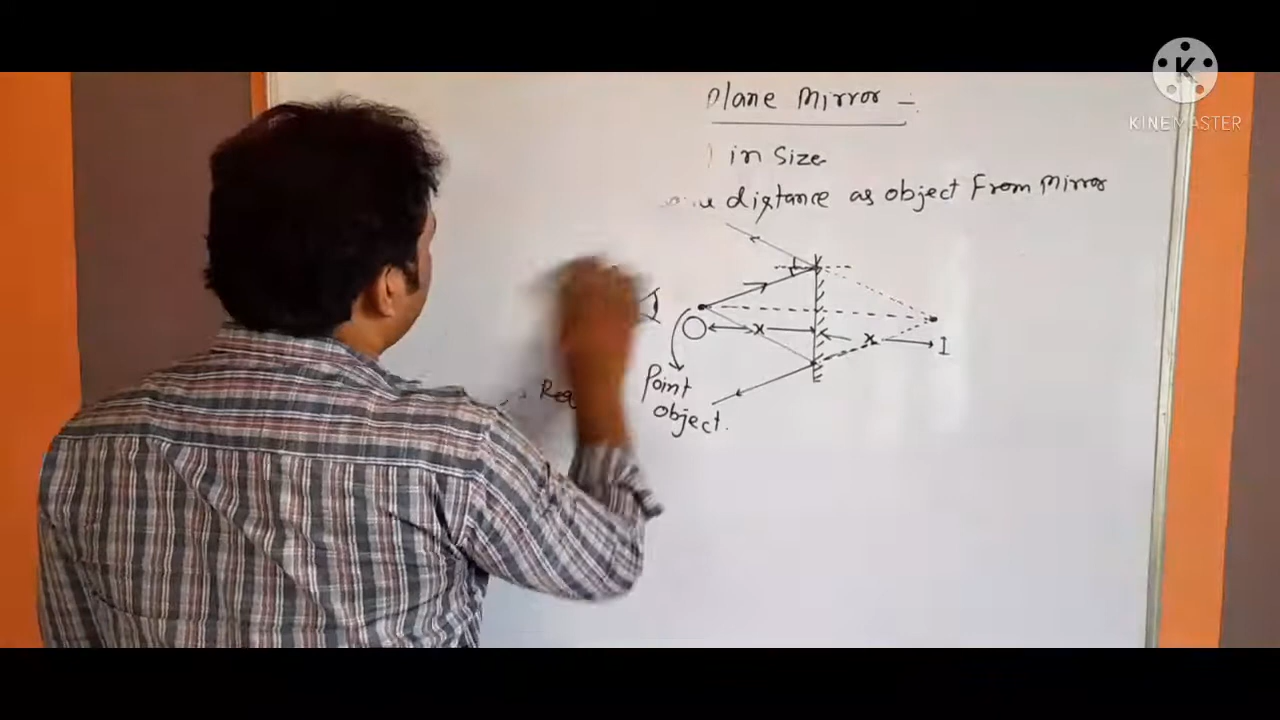 Plane Mirror -
in Size
distance as object From Mirror
x
x
I
Point
object.
K
KINEMASTER